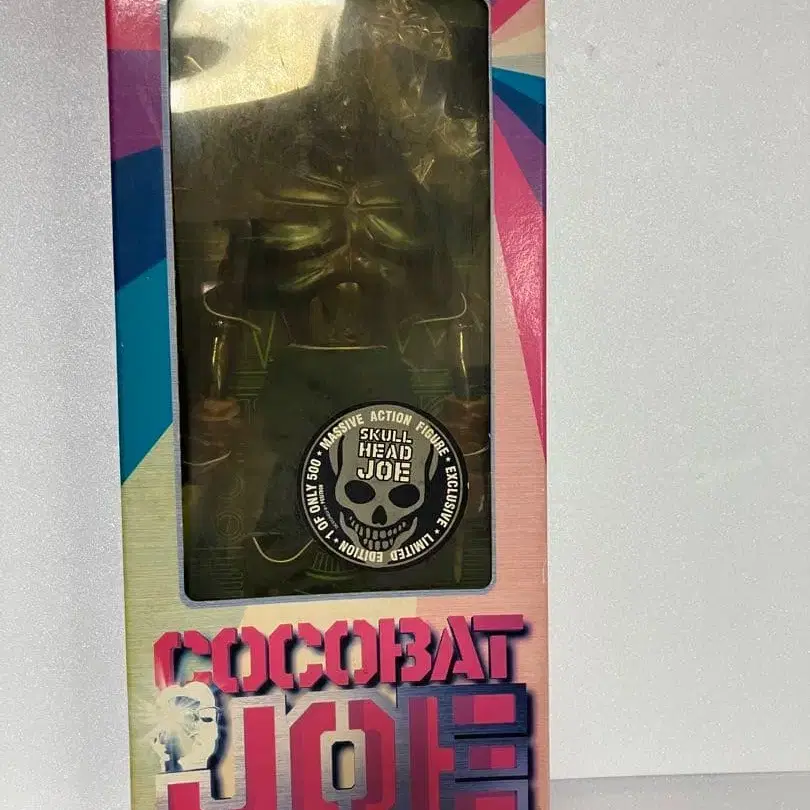 MASSIVE ACTION FIGURE ★ EXCLUSIVE ★ LIMITED EDITION ★ 1 OF ONLY 500 ★
SKULL
HEAD
JOE
COCOBAT
JOE